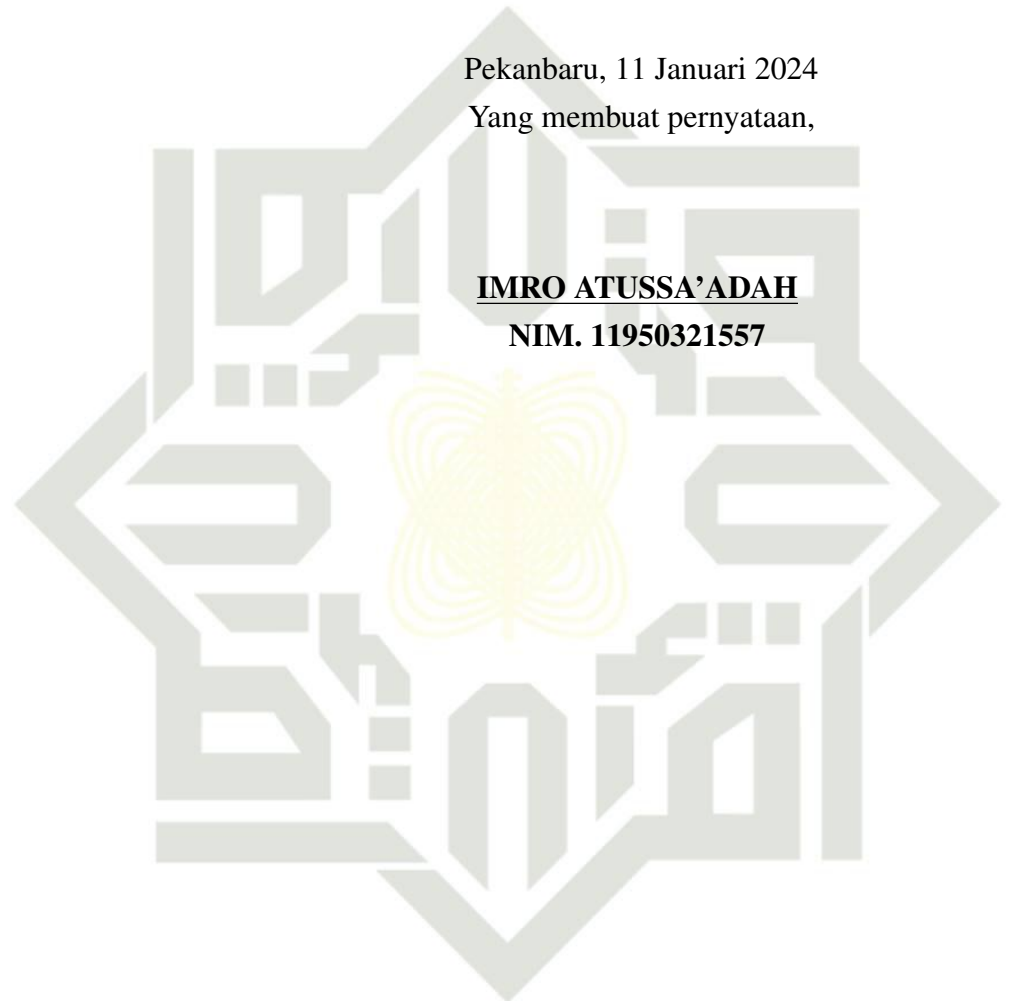 Pekanbaru, 11 Januari 2024
Yang membuat pernyataan,
IMRO ATUSSA’ADAH
NIM. 11950321557